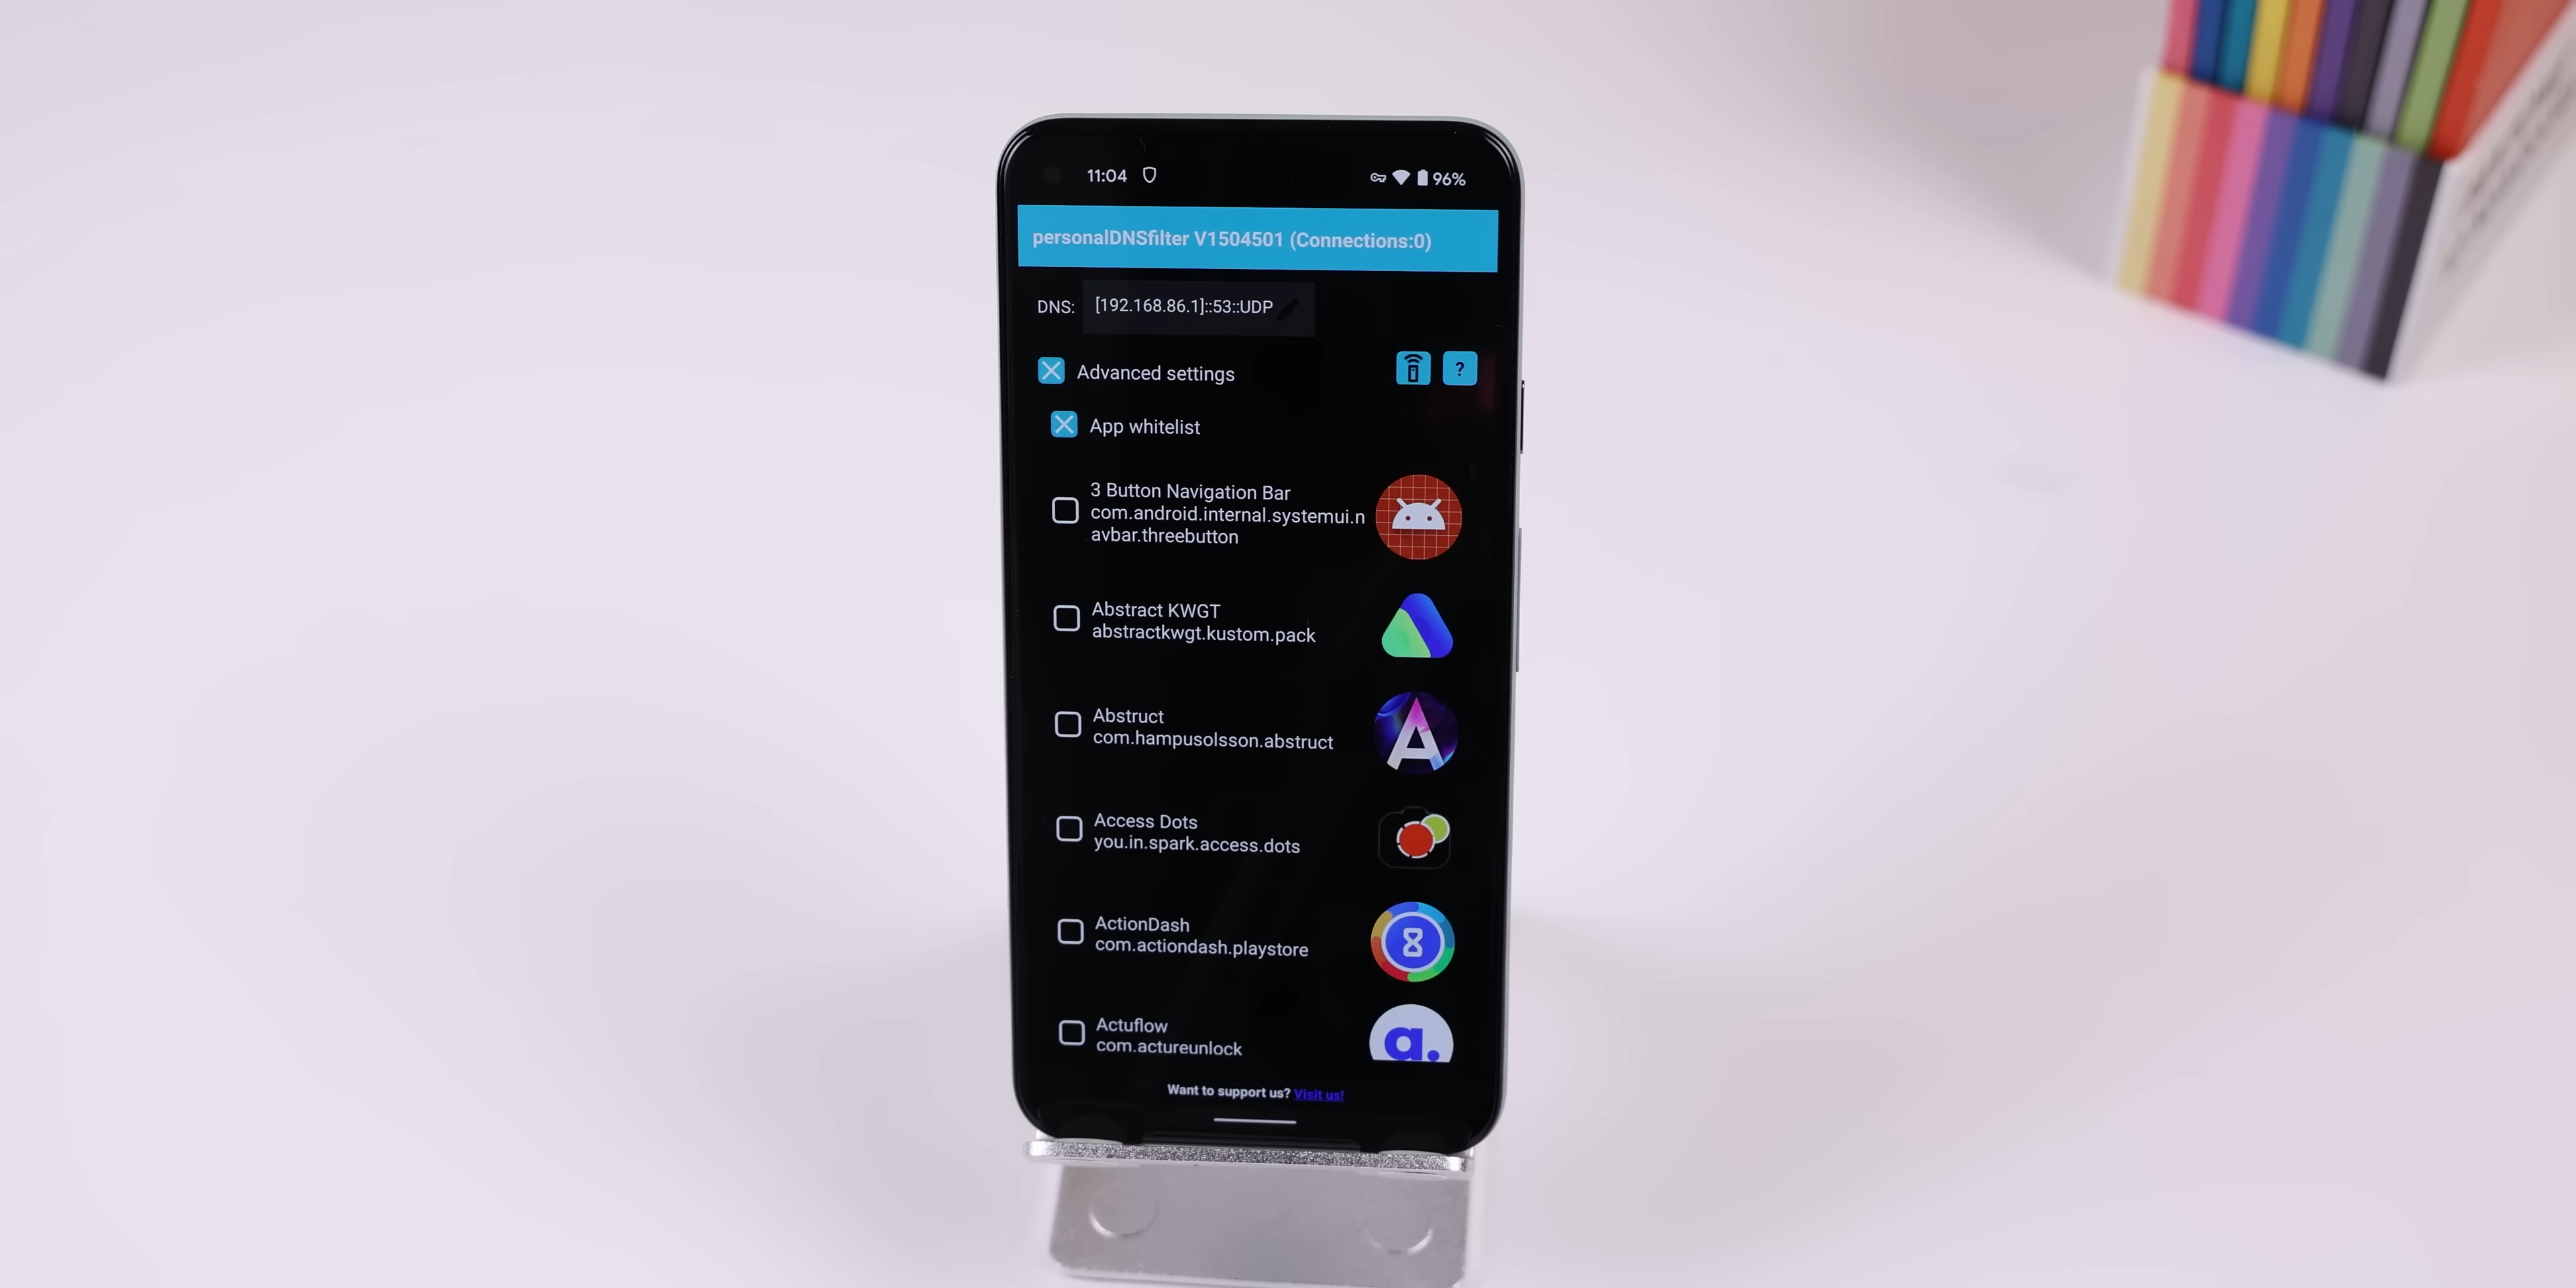 11:04
96%
personalDNSfilter V1504501 (Connections:0)
DNS: [192.168.86.1]::53::UDP
Advanced settings
?
App whitelist
3 Button Navigation Bar
com.android.internal.systemui.n
avbar.threebutton
Abstract KWGT
abstractkwgt.kustom.pack
Abstruct
com.hampusolsson.abstruct
A
Access Dots
you.in.spark.access.dots
ActionDash
com.actiondash.playstore
Actuflow
com.actureunlock
a.
Want to support us? Visit us!